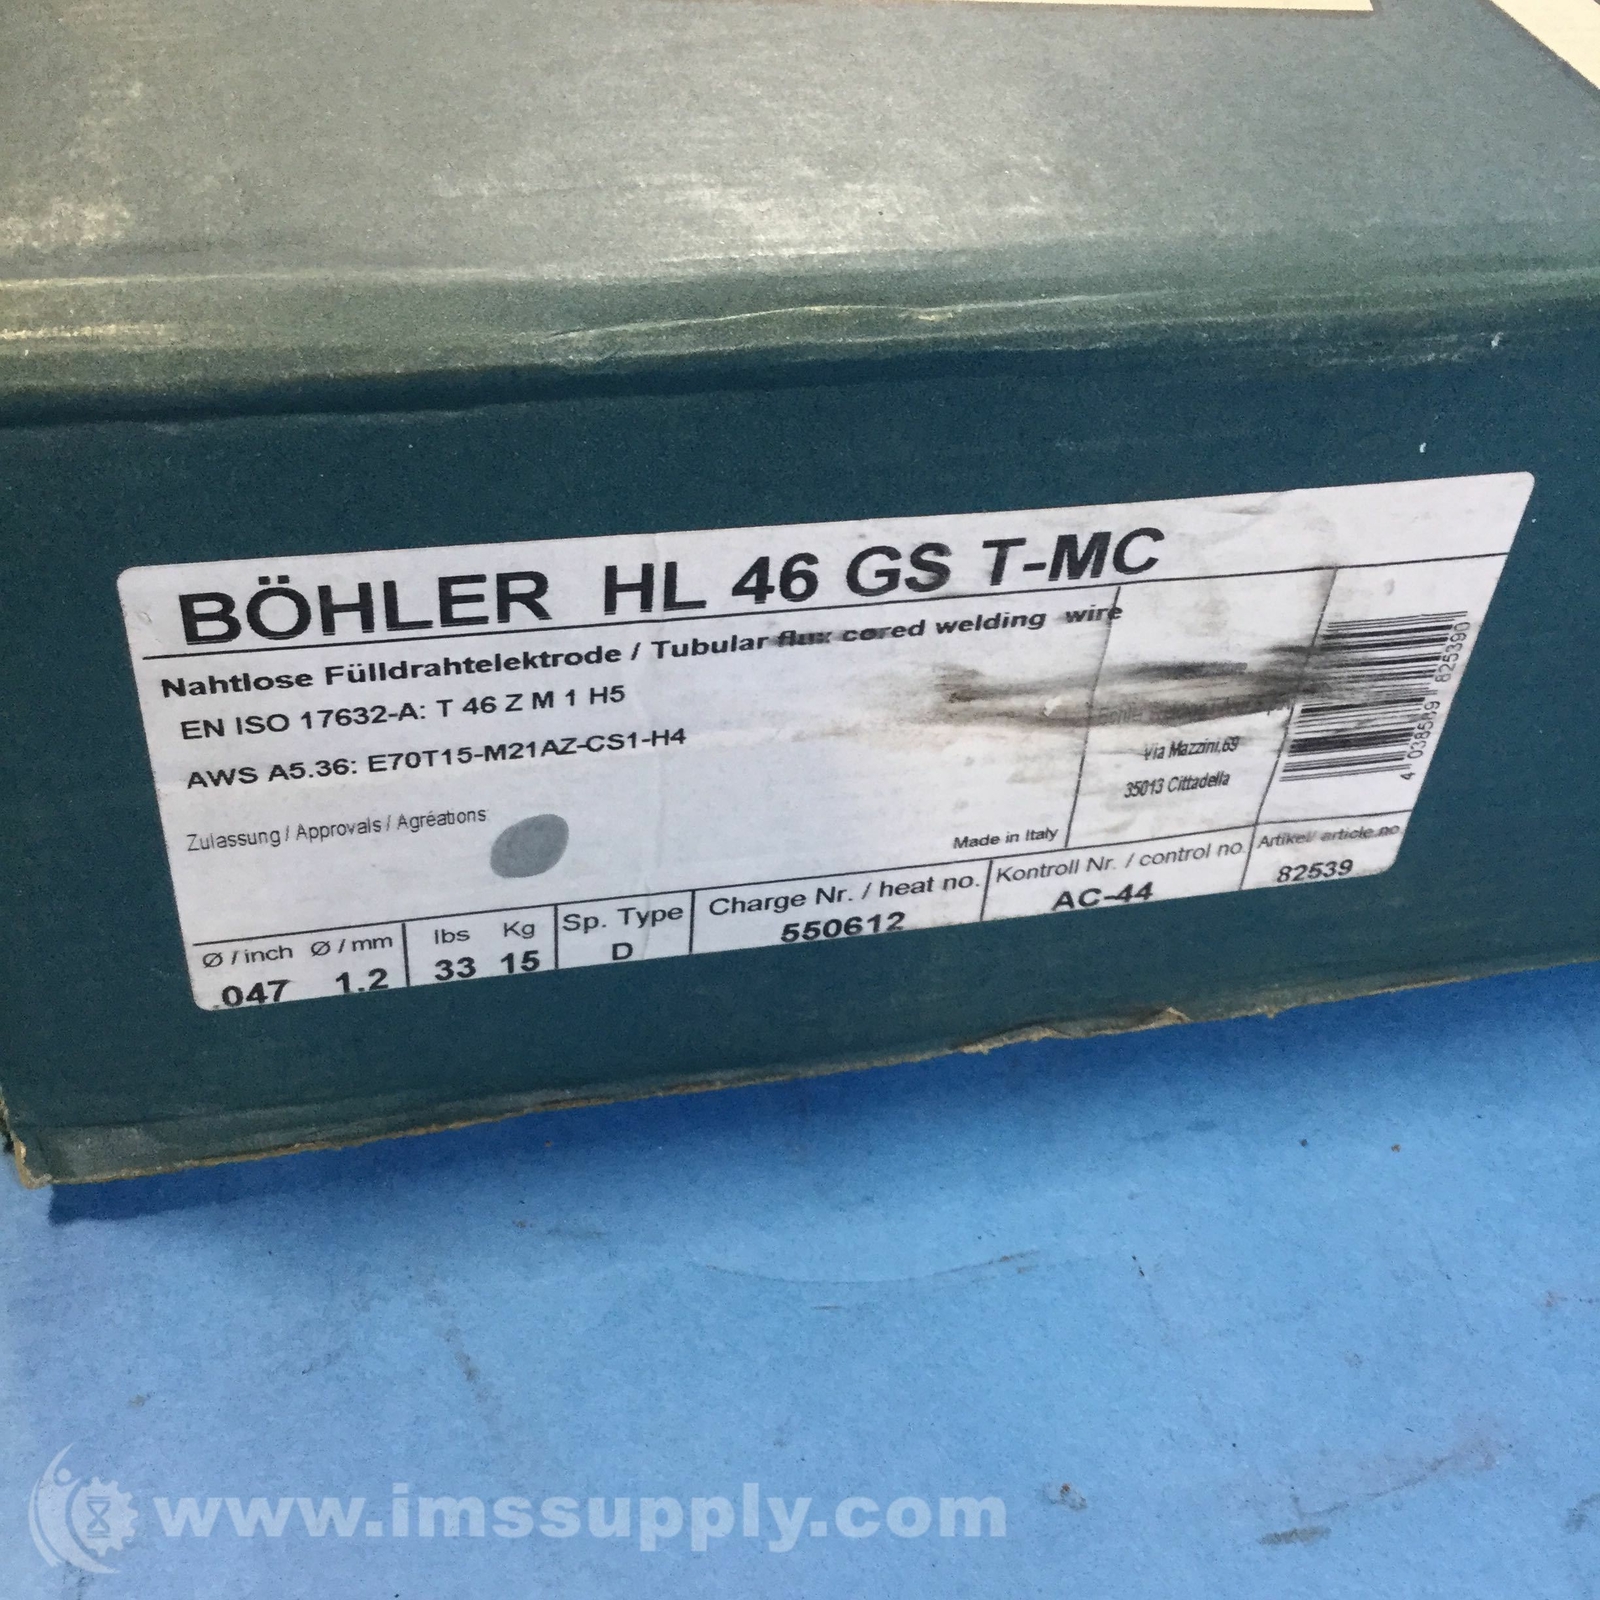 BÖHLER HL 46 GS T-MC
Nahtlose Fülldrahtelektrode / Tubular flux cored welding wire
EN ISO 17632-A: T 46 Z M 1 H5
AWS A5.36: E70T15-M21AZ-CS1-H4
Zulassung / Approvals / Agréations
Made in Italy
Via Mazzini,69
35013 Cittadella
4 038589 825390
Ø / inch Ø / mm lbs Kg Sp. Type Charge Nr. / heat no. Kontroll Nr. / control no. Artikel/ article.no.
.047 1.2 33 15 D 550612 AC-44 82539
www.imssupply.com